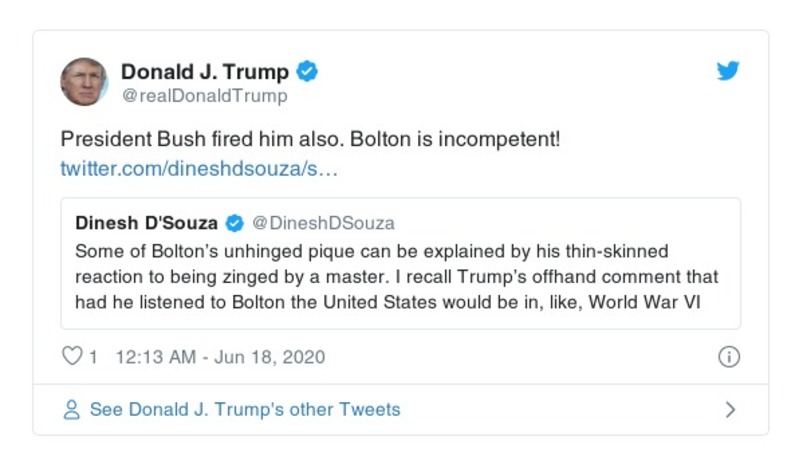 Donald J. Trump
@realDonaldTrump
President Bush fired him also. Bolton is incompetent!
twitter.com/dineshdsouza/s…
Dinesh D'Souza @DineshDSouza
Some of Bolton’s unhinged pique can be explained by his thin-skinned
reaction to being zinged by a master. I recall Trump’s offhand comment that
had he listened to Bolton the United States would be in, like, World War VI
1 12:13 AM - Jun 18, 2020
See Donald J. Trump's other Tweets